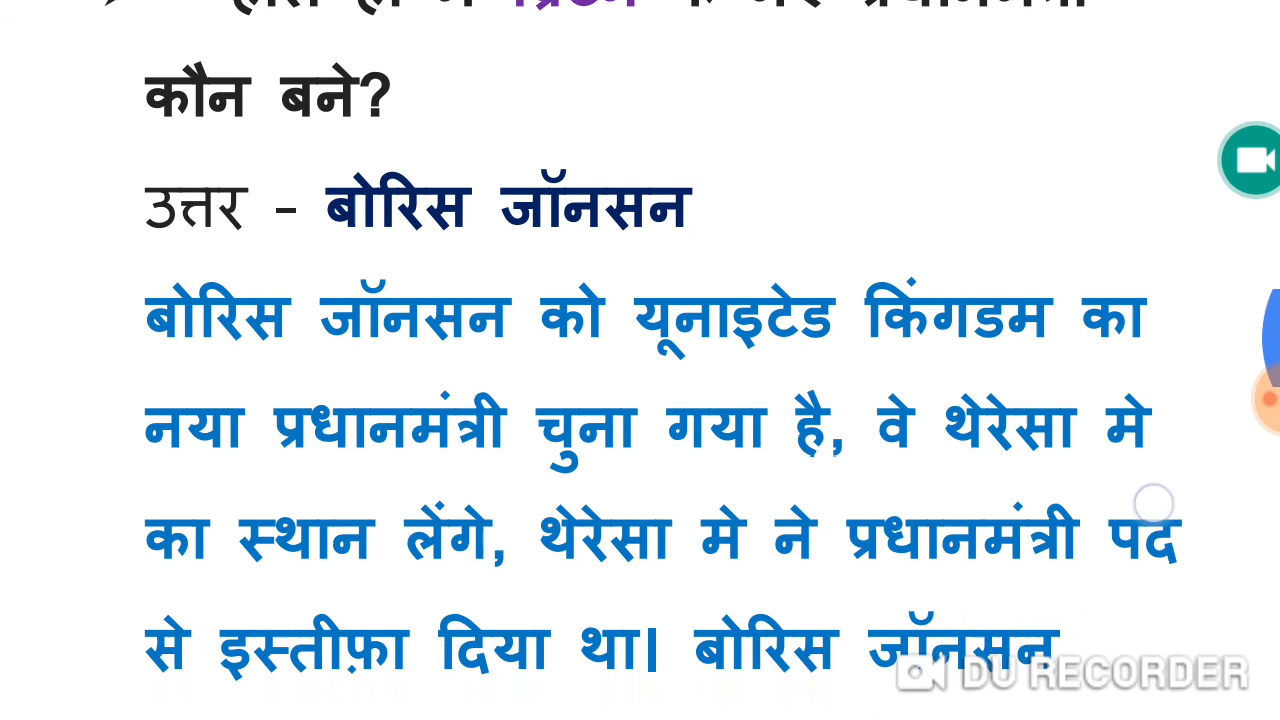 कौन बने?
उत्तर - बोरिस जॉनसन
बोरिस जॉनसन को यूनाइटेड किंगडम का
नया प्रधानमंत्री चुना गया है, वे थेरेसा मे
का स्थान लेंगे, थेरेसा मे ने प्रधानमंत्री पद
से इस्तीफ़ा दिया था| बोरिस जॉनसन
DU RECORDER